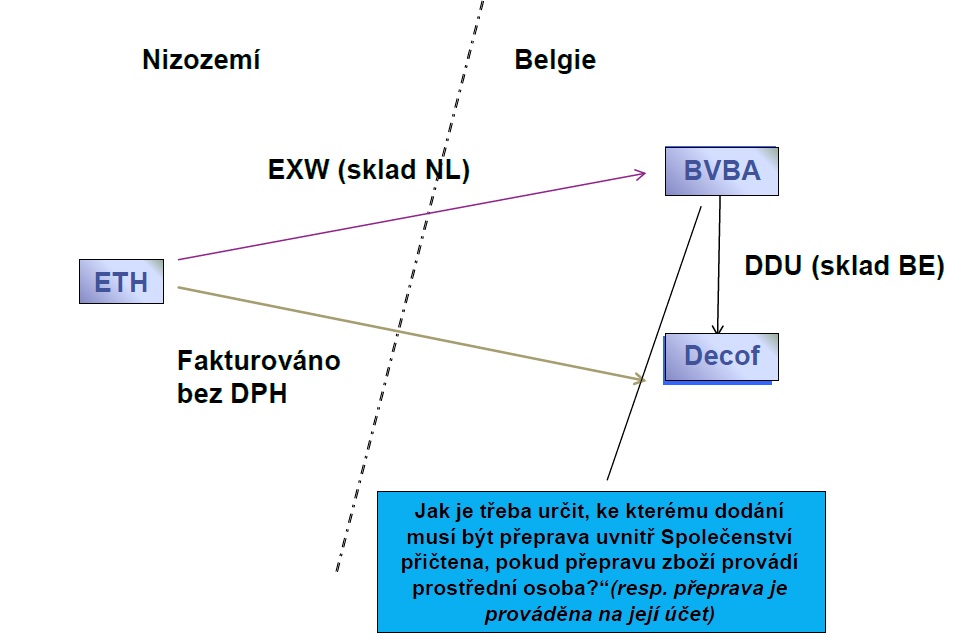 Nizozemí
Belgie
EXW (sklad NL)
BVBA
ETH
DDU (sklad BE)
Fakturováno
bez DPH
Decof
Jak je třeba určit, ke kterému dodání
musí být přeprava uvnitř Společenství
přičtena, pokud přepravu zboží provádí
prostřední osoba?“(resp. přeprava je
prováděna na její účet)